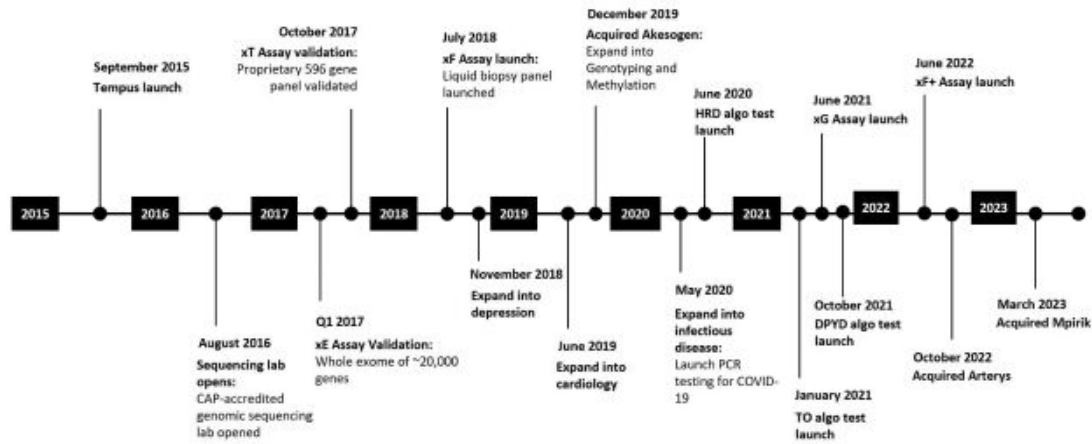 September 2015
Tempus launch
October 2017
xT Assay validation:
Proprietary 596 gene
panel validated
July 2018
xF Assay launch:
Liquid biopsy panel
launched
December 2019
Acquired Akesogen:
Expand into
Genotyping and
Methylation
June 2020
HRD algo test
launch
June 2021
xG Assay launch
June 2022
xF+ Assay launch
2015
2016
2017
2018
2019
2020
2021
2022
2023
August 2016
Sequencing lab
opens:
CAP-accredited
genomic sequencing
lab opened
Q1 2017
xE Assay Validation:
Whole exome of ~20,000
genes
November 2018
Expand into
depression
June 2019
Expand into
cardiology
May 2020
Expand into
infectious
disease:
Launch PCR
testing for COVID-
19
January 2021
TO algo test
launch
October 2021
DPYD algo test
launch
October 2022
Acquired Arterys
March 2023
Acquired Mpirik